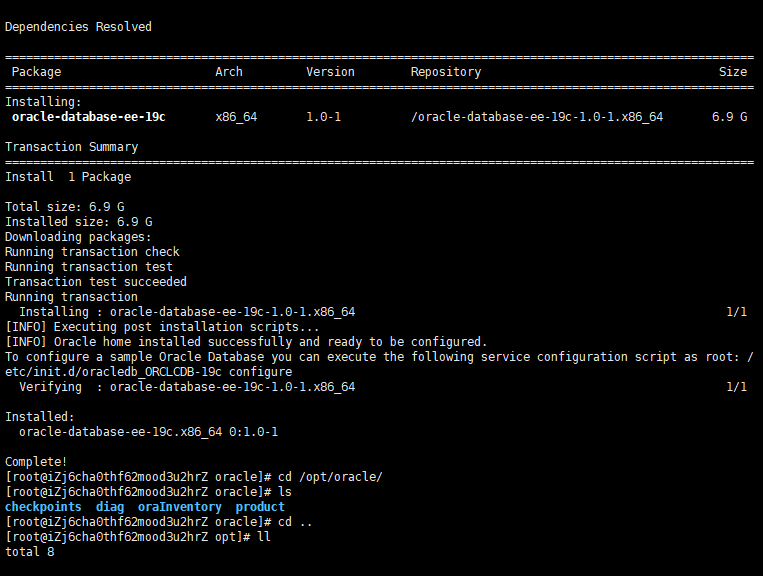 Dependencies Resolved
================================================================================
Package Arch Version Repository Size
================================================================================
Installing:
oracle-database-ee-19c x86_64 1.0-1 /oracle-database-ee-19c-1.0-1.x86_64 6.9 G
Transaction Summary
================================================================================
Install 1 Package
Total size: 6.9 G
Installed size: 6.9 G
Downloading packages:
Running transaction check
Running transaction test
Transaction test succeeded
Running transaction
Installing : oracle-database-ee-19c-1.0-1.x86_64 1/1
[INFO] Executing post installation scripts...
[INFO] Oracle home installed successfully and ready to be configured.
To configure a sample Oracle Database you can execute the following service configuration script as root: /
etc/init.d/oracledb_ORCLCDB-19c configure
Verifying : oracle-database-ee-19c-1.0-1.x86_64 1/1
Installed:
oracle-database-ee-19c.x86_64 0:1.0-1
Complete!
[root@iZj6cha0thf62mood3u2hrZ oracle]# cd /opt/oracle/
[root@iZj6cha0thf62mood3u2hrZ oracle]# ls
checkpoints diag oraInventory product
[root@iZj6cha0thf62mood3u2hrZ oracle]# cd ..
[root@iZj6cha0thf62mood3u2hrZ opt]# ll
total 8